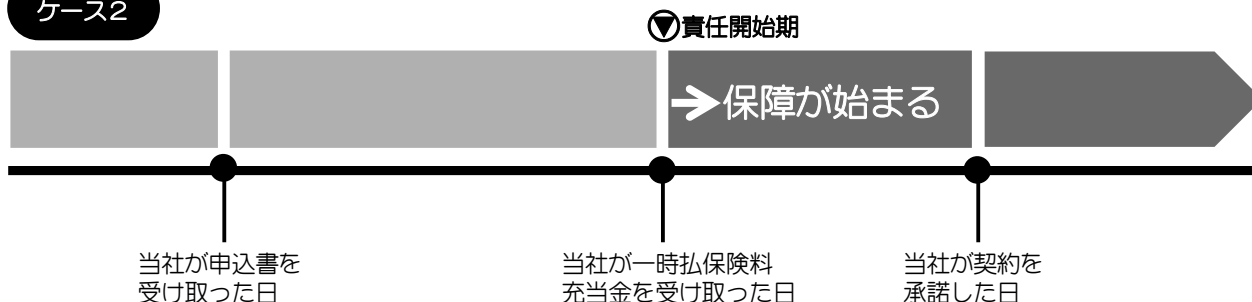 ケース2
責任開始期
保障が始まる
当社が申込書を
受け取った日
当社が一時払保険料
充当金を受け取った日
当社が契約を
承諾した日